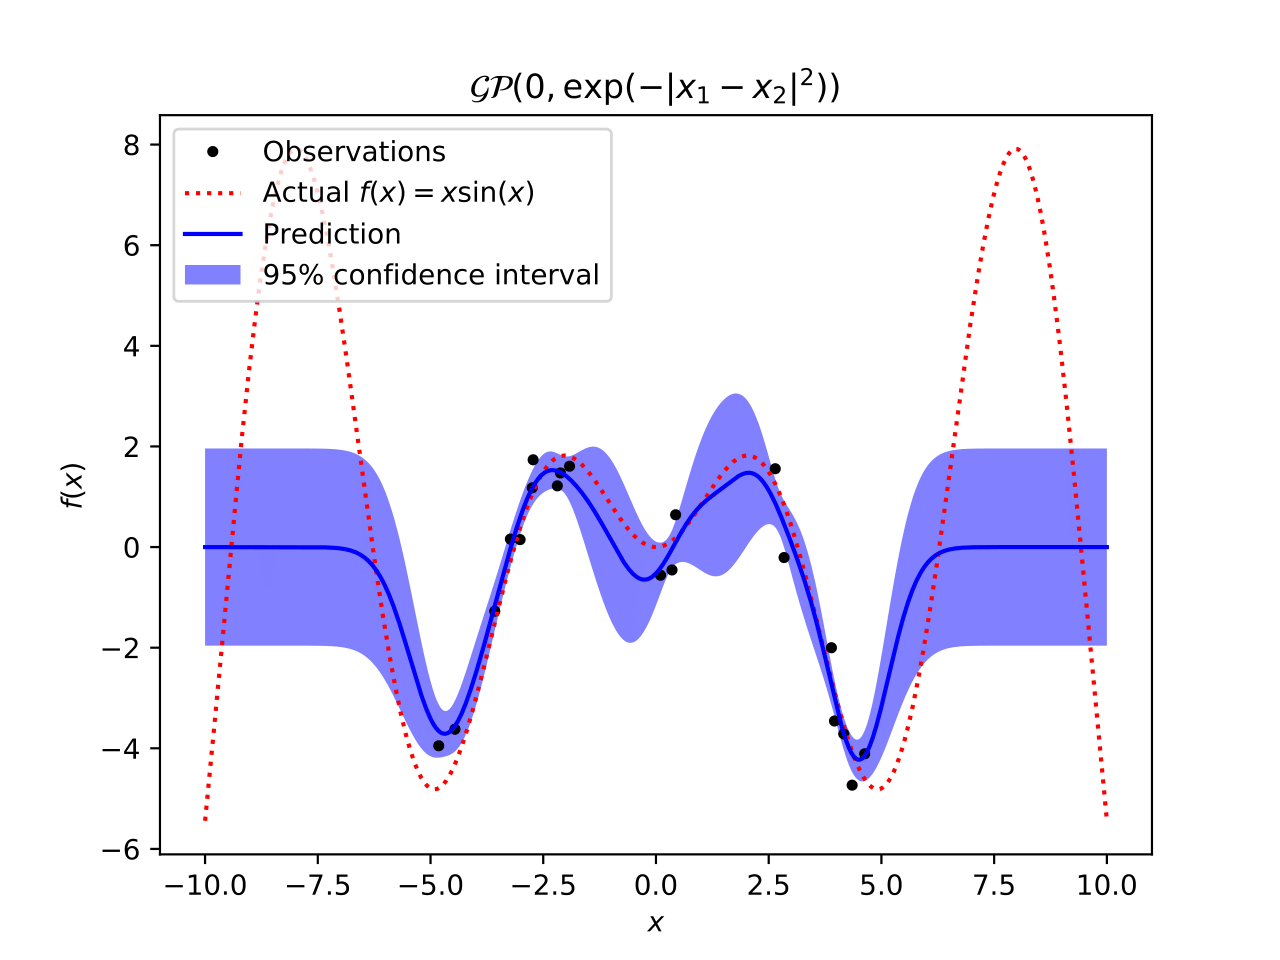 𝒢𝒫(0, exp(−|x₁ − x₂|²))
Observations
Actual f(x) = xsin(x)
Prediction
95% confidence interval
8
6
4
2
0
−2
−4
−6
f(x)
−10.0 −7.5 −5.0 −2.5 0.0 2.5 5.0 7.5 10.0
x